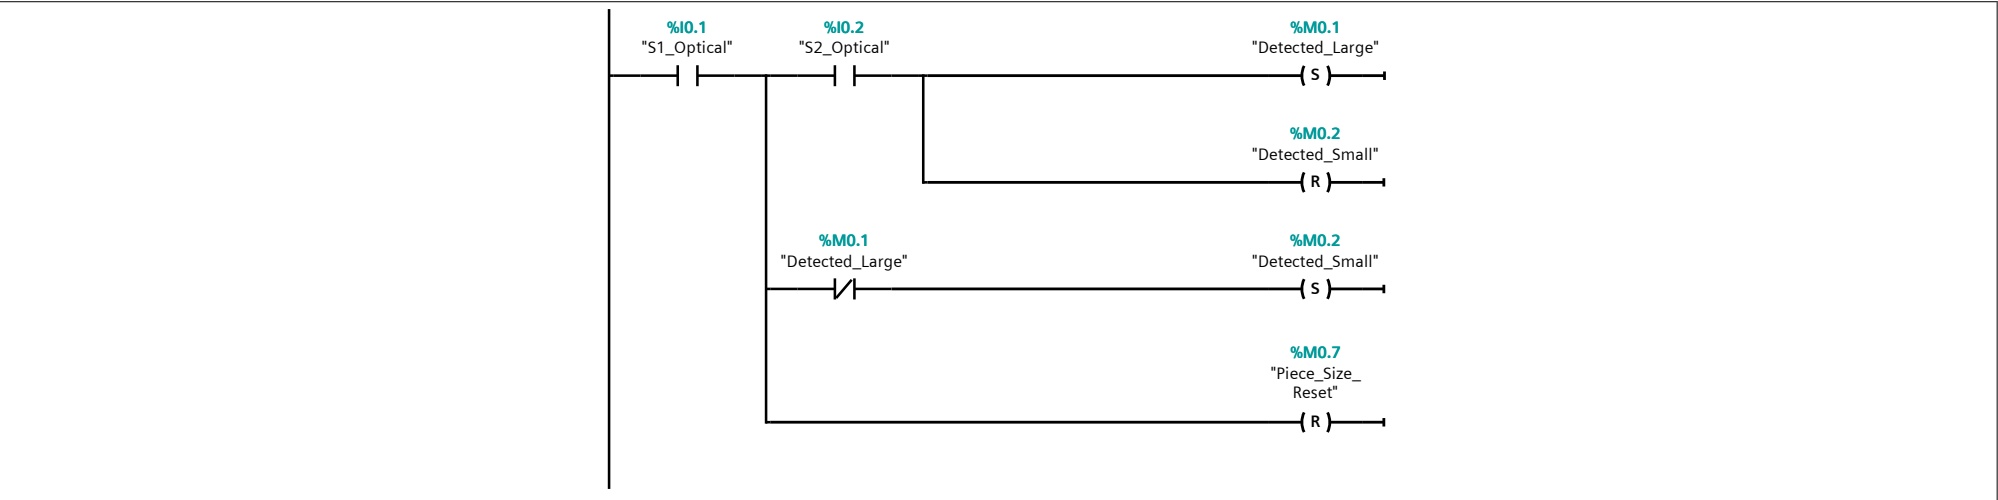 %I0.1
"S1_Optical"
%I0.2
"S2_Optical"
%M0.1
"Detected_Large"
S
%M0.2
"Detected_Small"
R
%M0.1
"Detected_Large"
%M0.2
"Detected_Small"
S
%M0.7
"Piece_Size_
Reset"
R